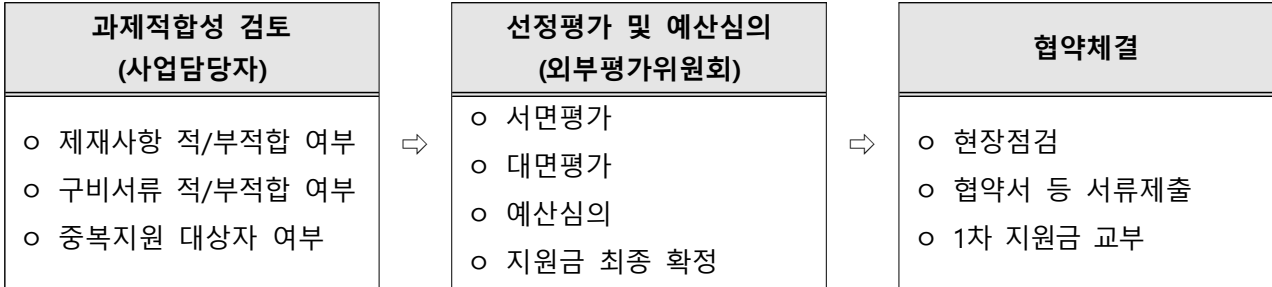 과제적합성 검토
(사업담당자)
ㅇ 제재사항 적/부적합 여부
ㅇ 구비서류 적/부적합 여부
ㅇ 중복지원 대상자 여부
⇨
선정평가 및 예산심의
(외부평가위원회)
ㅇ 서면평가
ㅇ 대면평가
ㅇ 예산심의
ㅇ 지원금 최종 확정
⇨
협약체결
ㅇ 현장점검
ㅇ 협약서 등 서류제출
ㅇ 1차 지원금 교부